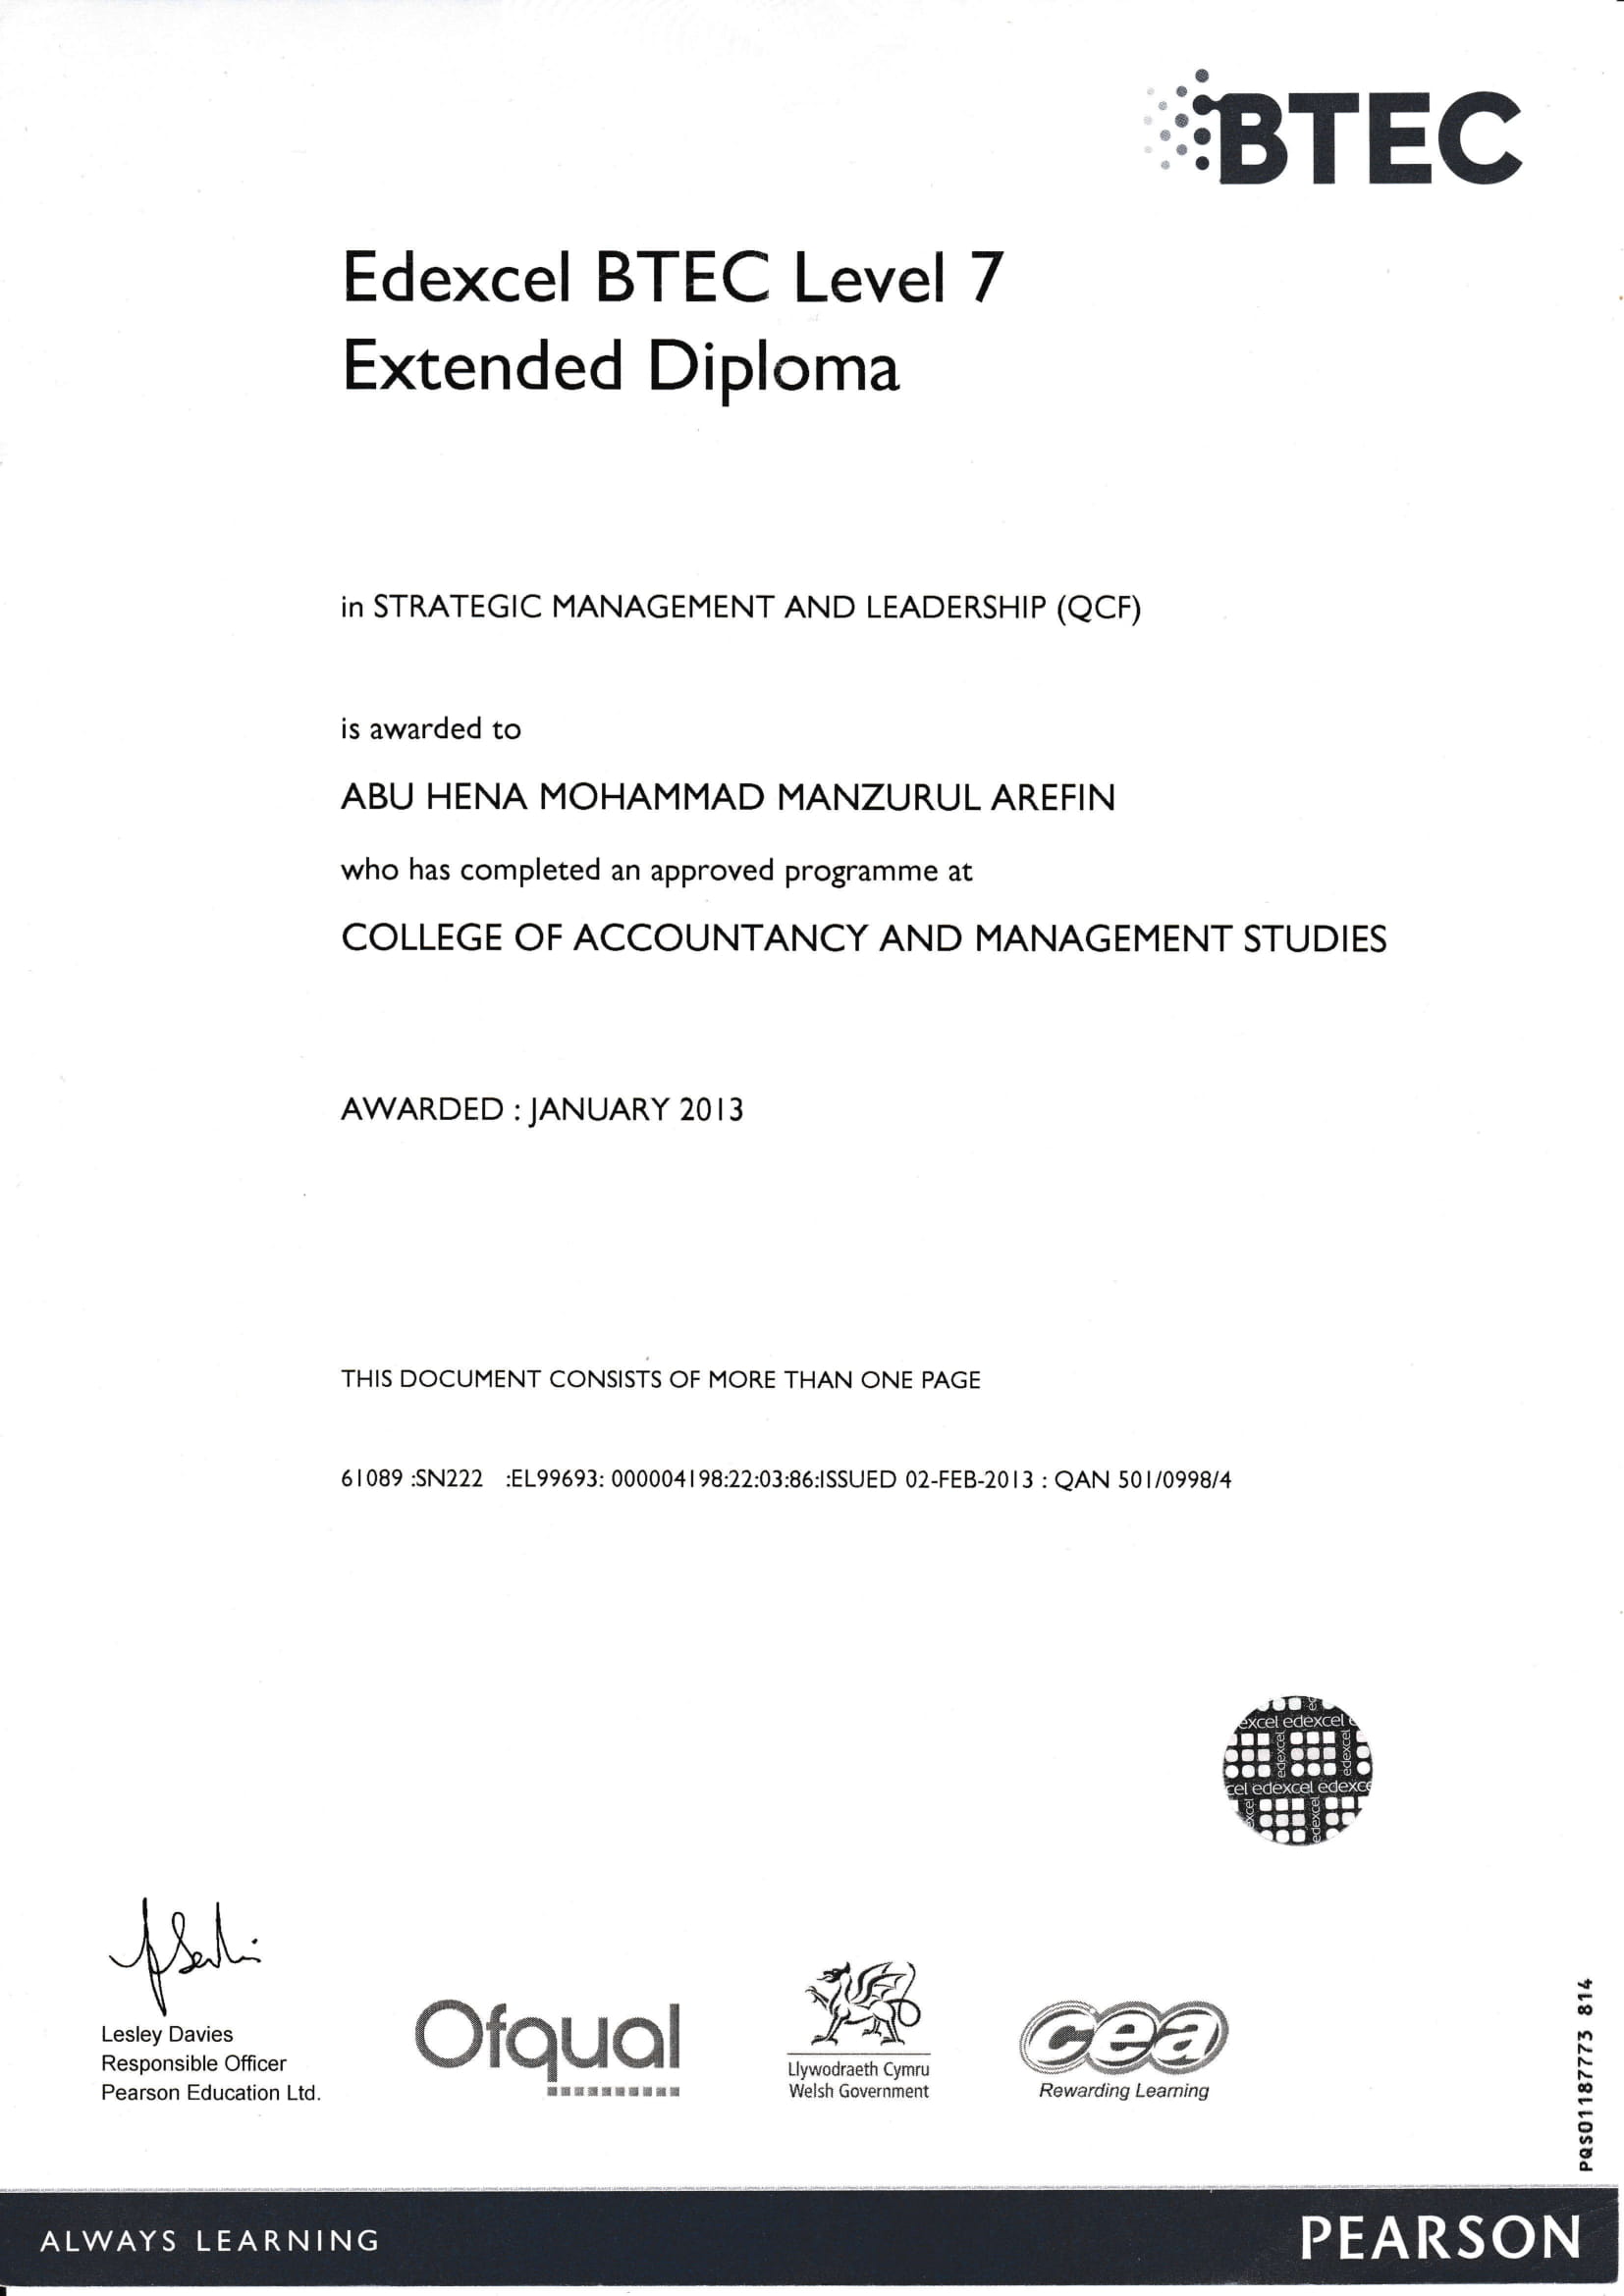 BTEC
Edexcel BTEC Level 7
Extended Diploma
in STRATEGIC MANAGEMENT AND LEADERSHIP (QCF)
is awarded to
ABU HENA MOHAMMAD MANZURUL AREFIN
who has completed an approved programme at
COLLEGE OF ACCOUNTANCY AND MANAGEMENT STUDIES
AWARDED : JANUARY 2013
THIS DOCUMENT CONSISTS OF MORE THAN ONE PAGE
61089 :SN222 :EL99693: 000004198:22:03:86:ISSUED 02-FEB-2013 : QAN 501/0998/4
excel edexcel
edexcel
edexcel
cel edexcel edexce
excel
edexcel
Lesley Davies
Responsible Officer
Pearson Education Ltd.
Ofqual
Llywodraeth Cymru
Welsh Government
cea
Rewarding Learning
PQS01187773 814
ALWAYS LEARNING
PEARSON